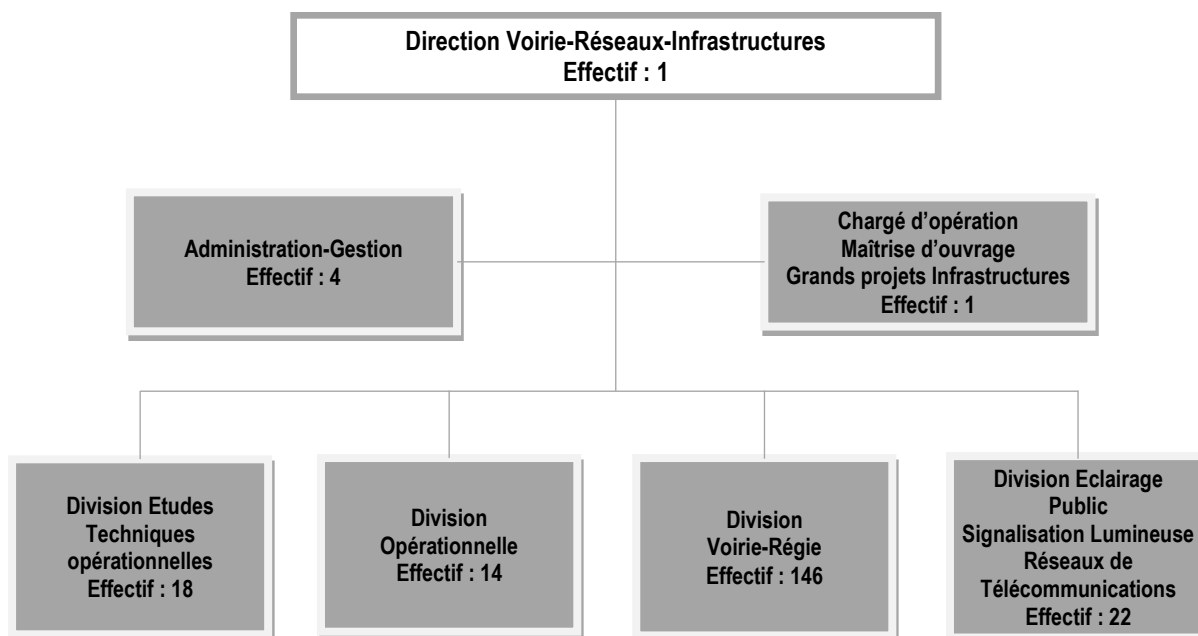 Direction Voirie-Réseaux-Infrastructures
Effectif : 1
Administration-Gestion
Effectif : 4
Chargé d’opération
Maîtrise d’ouvrage
Grands projets Infrastructures
Effectif : 1
Division Etudes
Techniques
opérationnelles
Effectif : 18
Division
Opérationnelle
Effectif : 14
Division
Voirie-Régie
Effectif : 146
Division Eclairage
Public
Signalisation Lumineuse
Réseaux de
Télécommunications
Effectif : 22